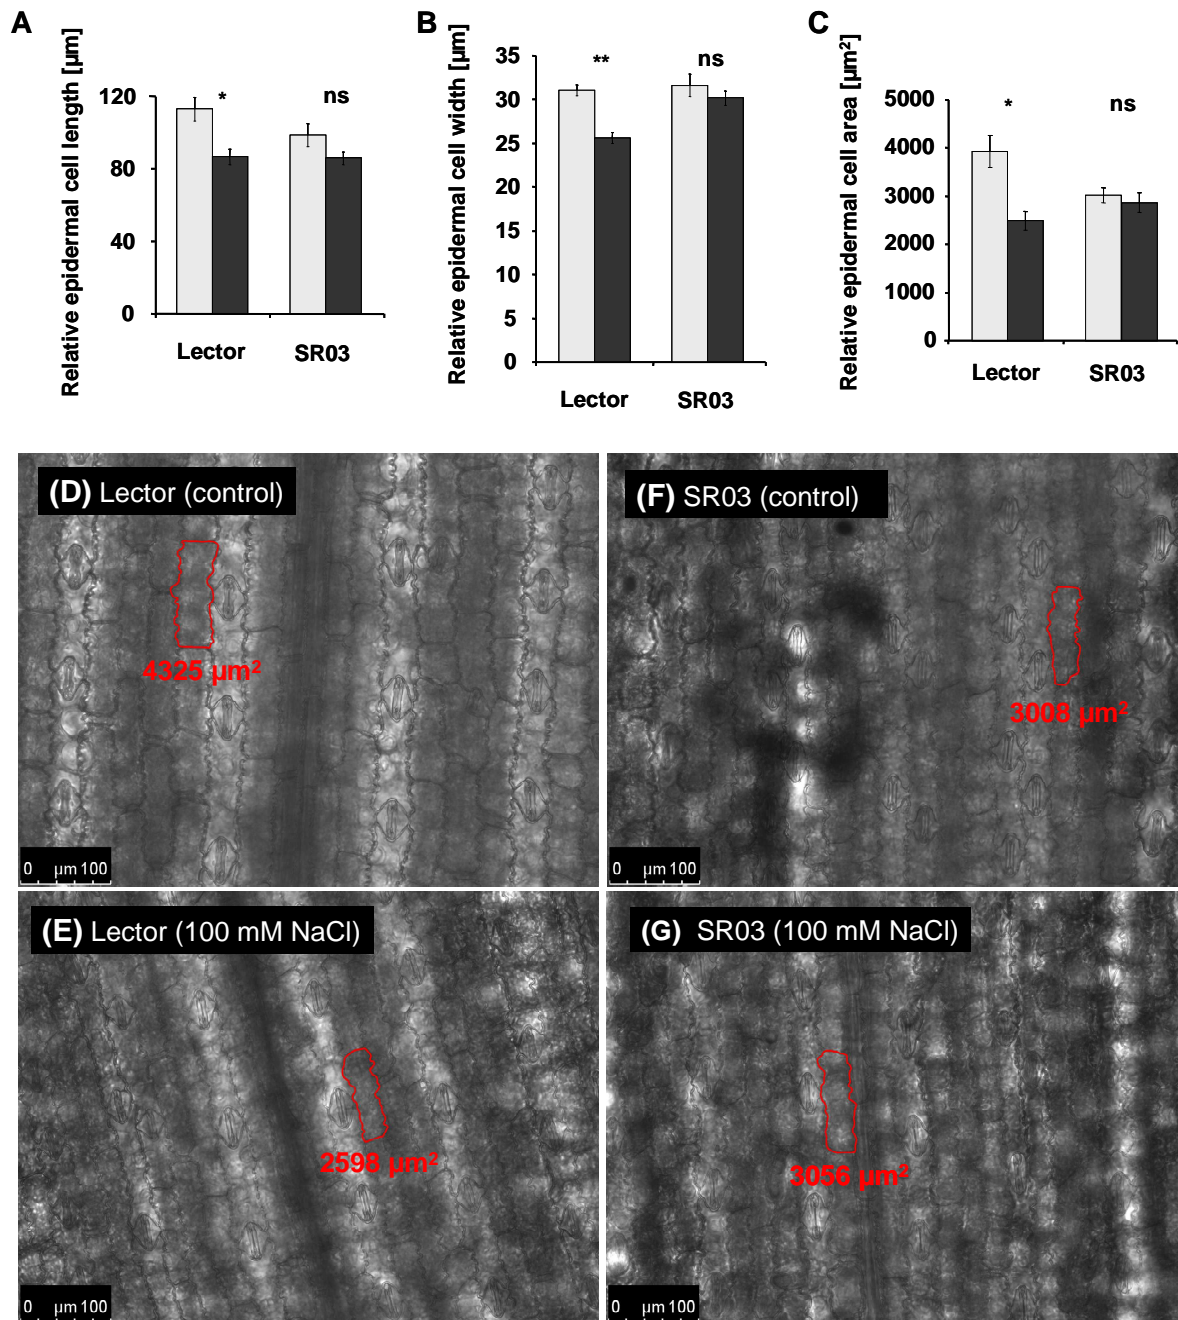 A
Relative epidermal cell length [µm]
120
80
40
0
*
ns
Lector
SR03
B
Relative epidermal cell width [µm]
35
30
25
20
15
10
5
0
**
ns
Lector
SR03
C
Relative epidermal cell area [µm²]
5000
4000
3000
2000
1000
0
*
ns
Lector
SR03
(D) Lector (control)
4325 µm²
0 µm 100
(F) SR03 (control)
3008 µm²
0 µm 100
(E) Lector (100 mM NaCl)
2598 µm²
0 µm 100
(G) SR03 (100 mM NaCl)
3056 µm²
0 µm 100